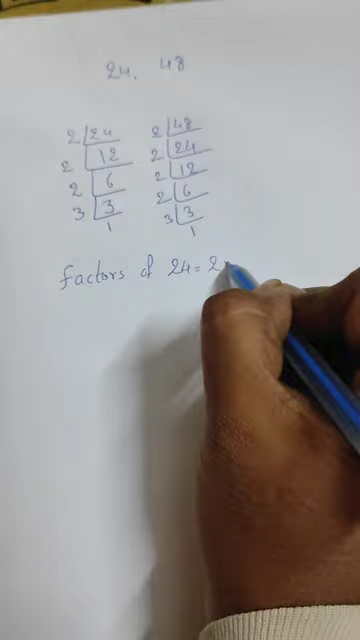 24, 48
2 24 2 48
2 12 2 24
2 6 2 12
3 3 2 6
1 3 3
1
factors of 24 = 2